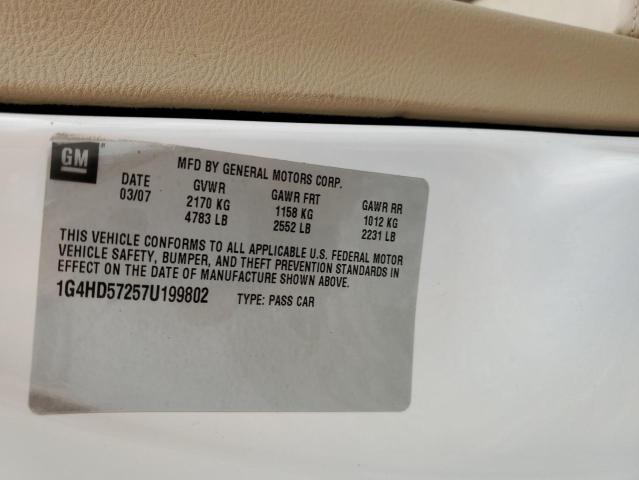 GM
MFD BY GENERAL MOTORS CORP.
DATE GVWR GAWR FRT GAWR RR
03/07 2170 KG 1158 KG 1012 KG
4783 LB 2552 LB 2231 LB
THIS VEHICLE CONFORMS TO ALL APPLICABLE U.S. FEDERAL MOTOR
VEHICLE SAFETY, BUMPER, AND THEFT PREVENTION STANDARDS IN
EFFECT ON THE DATE OF MANUFACTURE SHOWN ABOVE.
1G4HD57257U199802 TYPE: PASS CAR